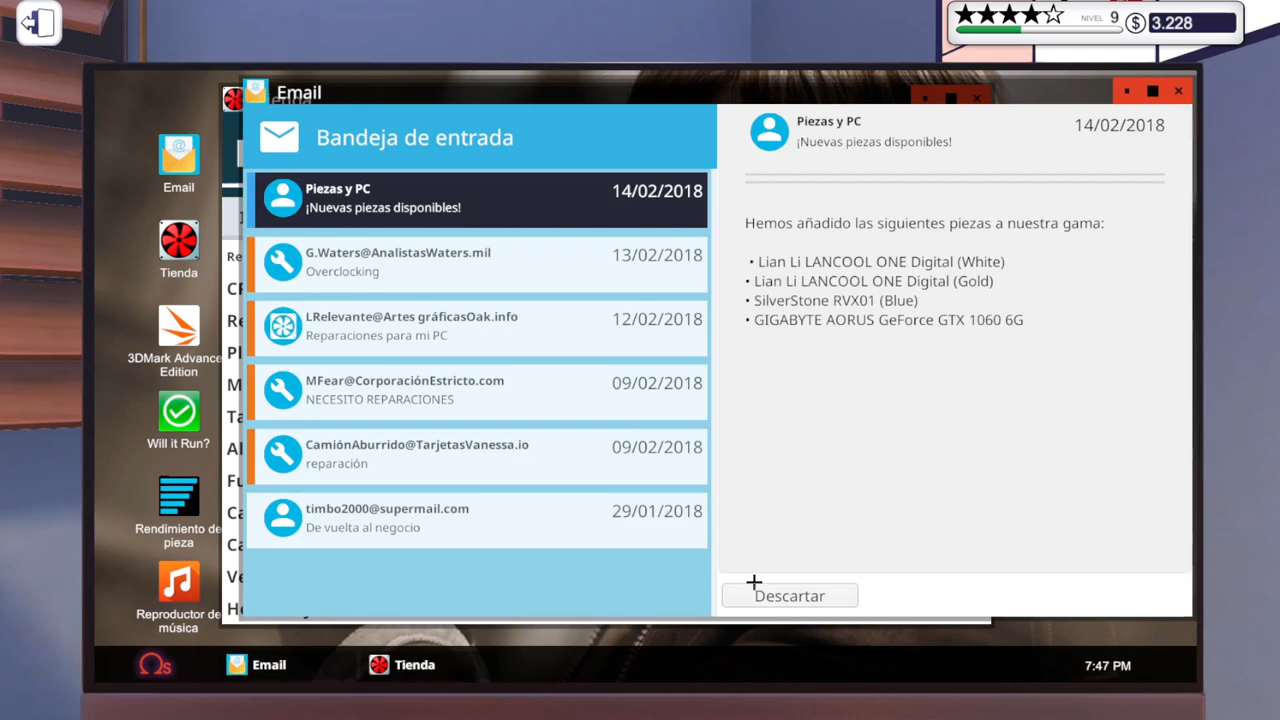 NIVEL 9
$ 3.228
Email
Bandeja de entrada
Piezas y PC
¡Nuevas piezas disponibles!
14/02/2018
G.Waters@AnalistasWaters.mil
Overclocking
13/02/2018
LRelevante@Artes gráficasOak.info
Reparaciones para mi PC
12/02/2018
MFear@CorporaciónEstricto.com
NECESITO REPARACIONES
09/02/2018
CamiónAburrido@TarjetasVanessa.io
reparación
09/02/2018
timbo2000@supermail.com
De vuelta al negocio
29/01/2018
Piezas y PC
¡Nuevas piezas disponibles!
14/02/2018
Hemos añadido las siguientes piezas a nuestra gama:
• Lian Li LANCOOL ONE Digital (White)
• Lian Li LANCOOL ONE Digital (Gold)
• SilverStone RVX01 (Blue)
• GIGABYTE AORUS GeForce GTX 1060 6G
Descartar
Email
Tienda
3DMark Advance
Edition
Will it Run?
Rendimiento de
pieza
Reproductor de
música
Ωs
Email
Tienda
7:47 PM